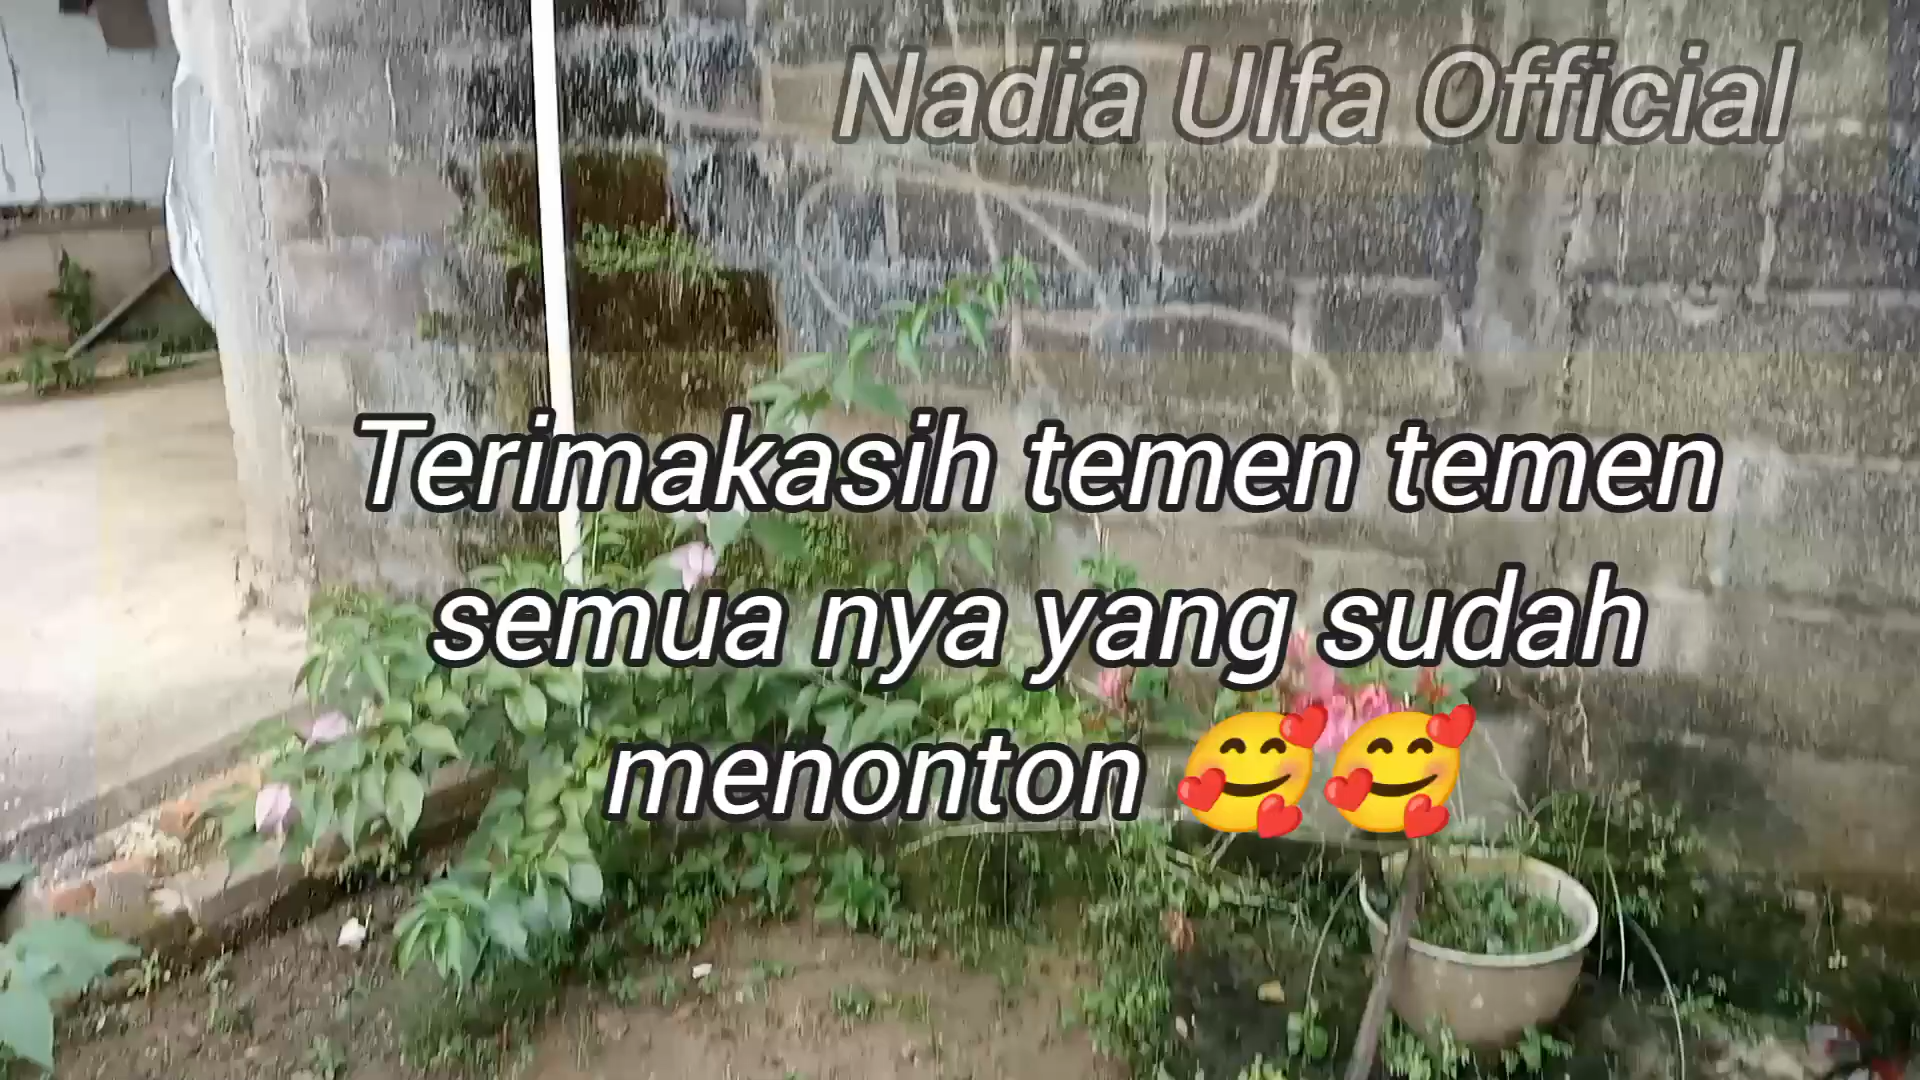 Nadia Ulfa Official
Terimakasih temen temen
semua nya yang sudah
menonton 🥰🥰